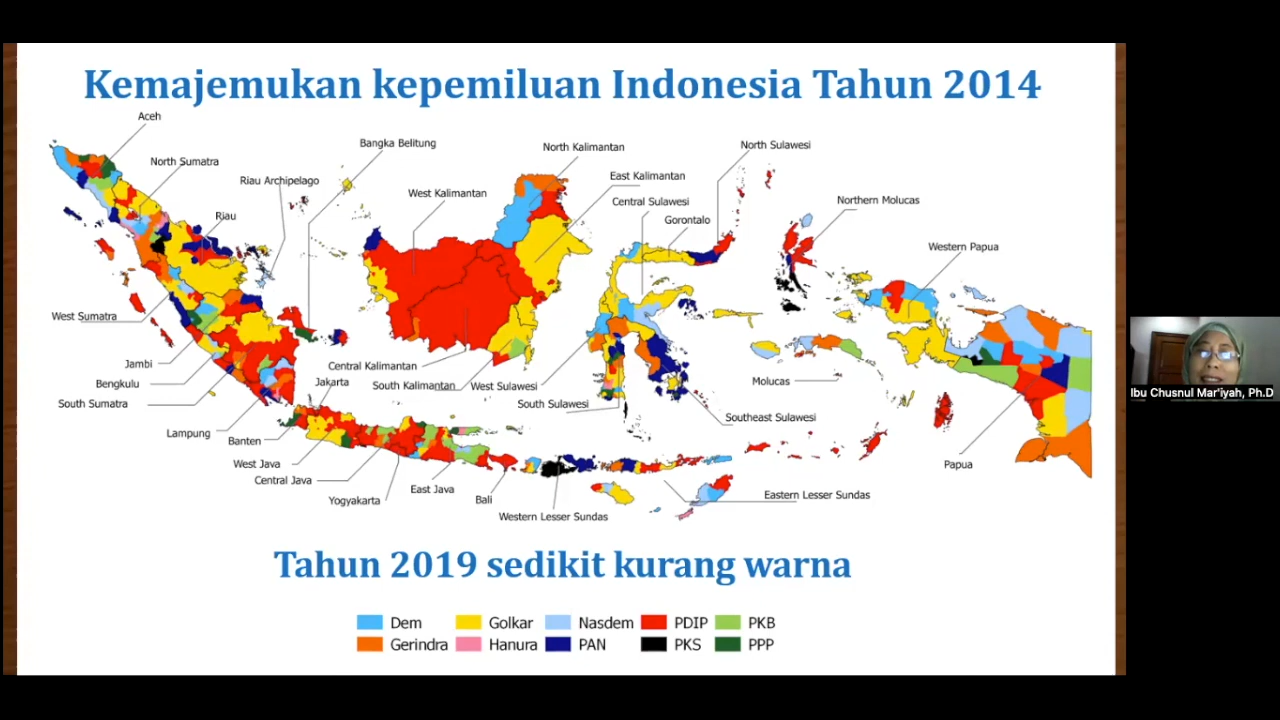 Kemajemukan kepemiluan Indonesia Tahun 2014
Aceh
North Sumatra
Riau Archipelago
Riau
Bangka Belitung
West Kalimantan
North Kalimantan
East Kalimantan
Central Sulawesi
Gorontalo
North Sulawesi
Northern Molucas
Western Papua
West Sumatra
Jambi
Bengkulu
South Sumatra
Lampung
Banten
West Java
Central Java
Yogyakarta
Jakarta
Central Kalimantan
South Kalimantan
West Sulawesi
South Sulawesi
Molucas
Southeast Sulawesi
Papua
East Java
Bali
Western Lesser Sundas
Eastern Lesser Sundas
Ibu Chusnul Mar'iyah, Ph.D
Tahun 2019 sedikit kurang warna
Dem Golkar Nasdem PDIP PKB
Gerindra Hanura PAN PKS PPP